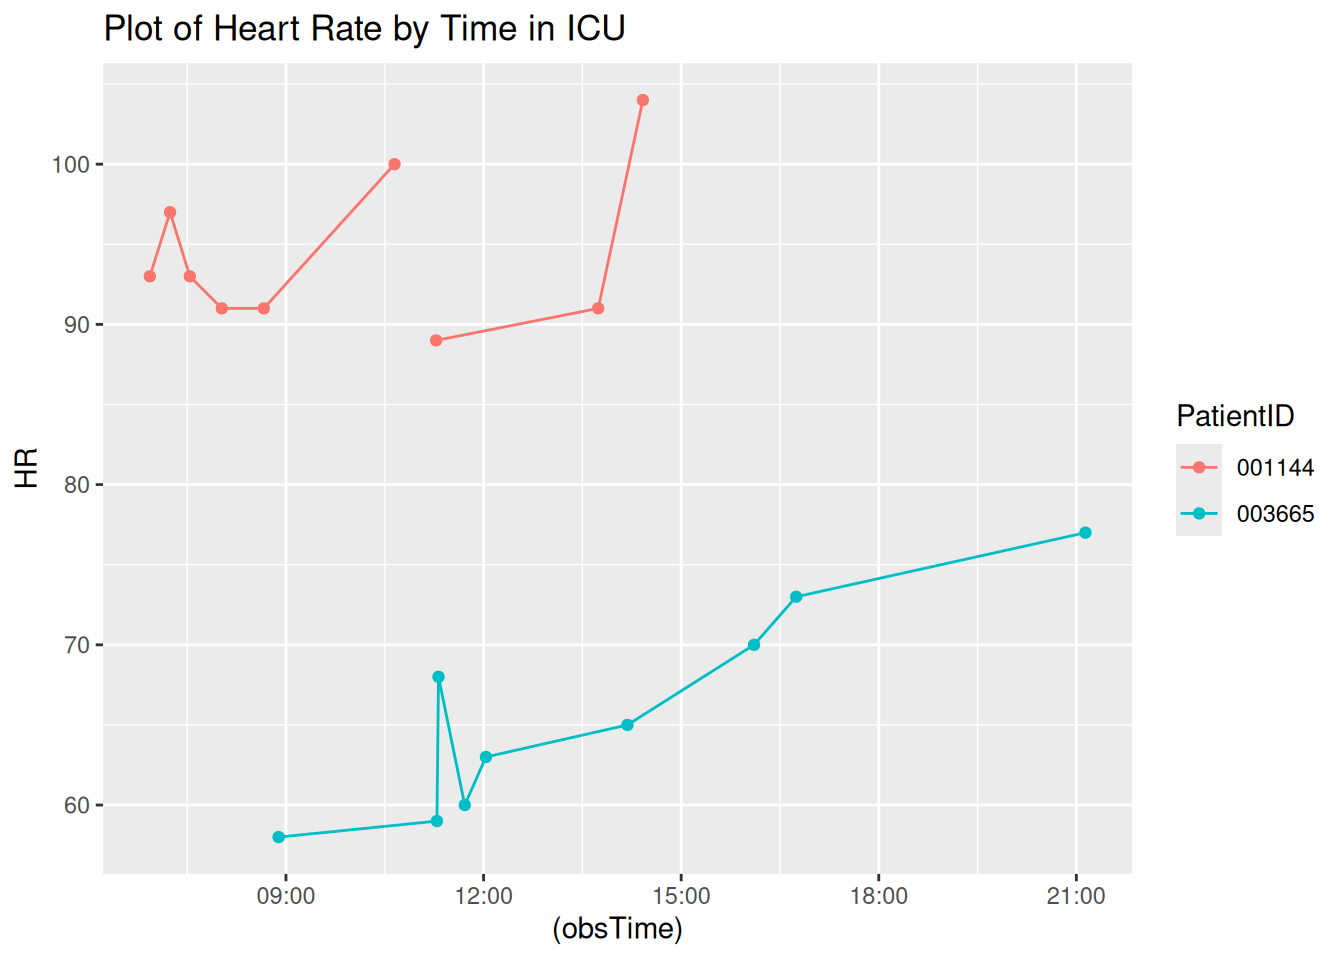 Plot of Heart Rate by Time in ICU
HR
100
90
80
70
60
09:00 12:00 15:00 18:00 21:00
(obsTime)
PatientID
001144
003665